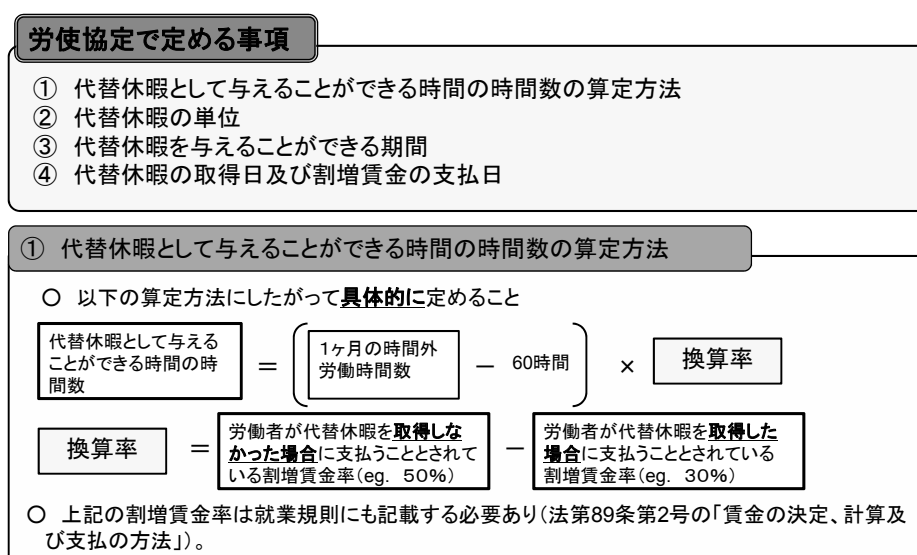 労使協定で定める事項
① 代替休暇として与えることができる時間の時間数の算定方法
② 代替休暇の単位
③ 代替休暇を与えることができる期間
④ 代替休暇の取得日及び割増賃金の支払日
① 代替休暇として与えることができる時間の時間数の算定方法
○ 以下の算定方法にしたがって具体的に定めること
代替休暇として与える
ことができる時間の時
間数
＝
1ヶ月の時間外
労働時間数
－ 60時間
×
換算率
換算率
＝
労働者が代替休暇を取得しな
かった場合に支払うこととされて
いる割増賃金率(eg. 50%)
－
労働者が代替休暇を取得した
場合に支払うこととされている
割増賃金率(eg. 30%)
○ 上記の割増賃金率は就業規則にも記載する必要あり(法第89条第2号の「賃金の決定、計算及
び支払の方法」)。